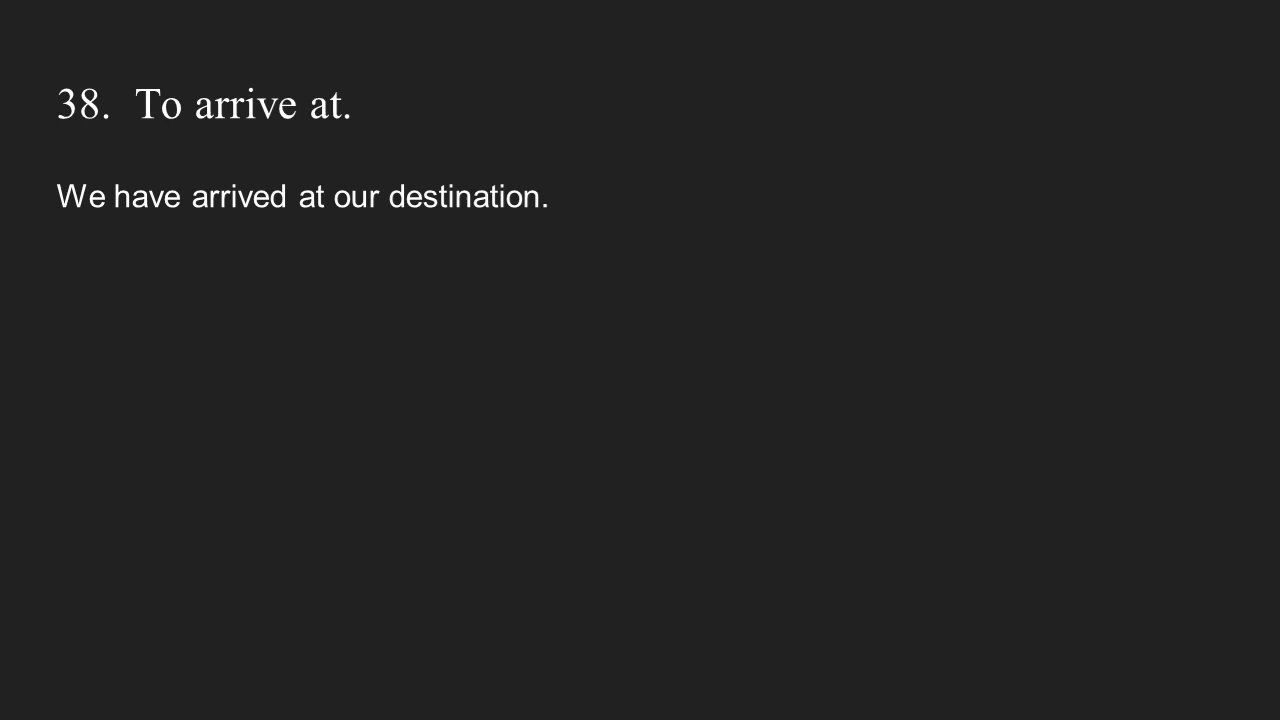 38. To arrive at.
We have arrived at our destination.